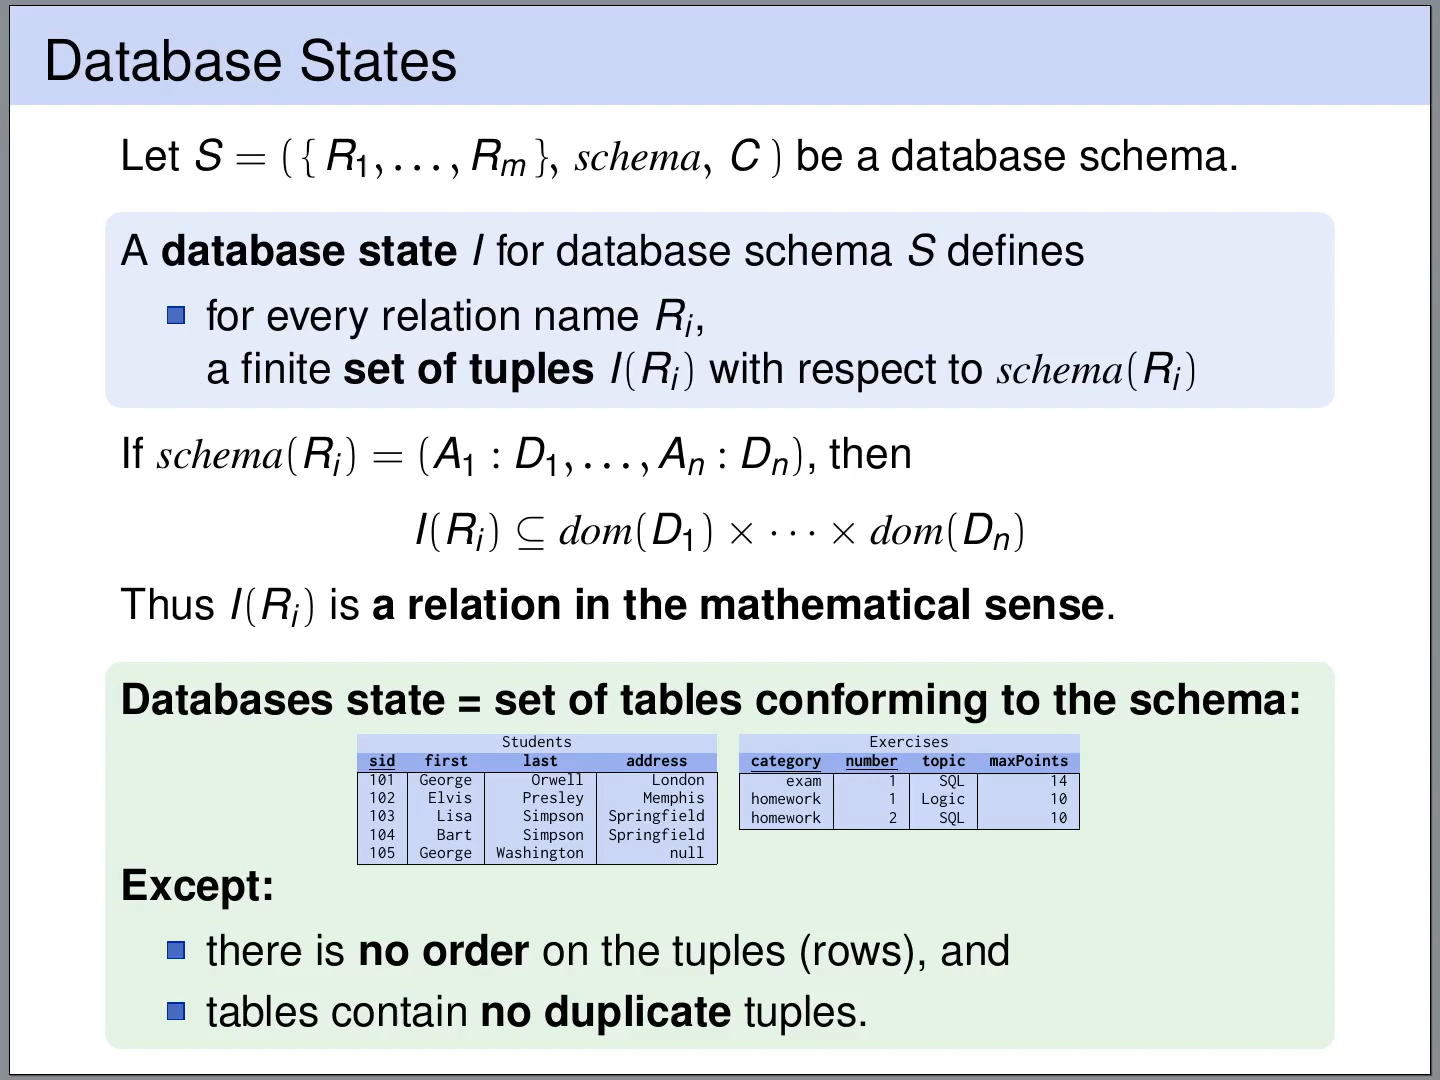 Database States
Let S = ( { R₁, . . . , Rₘ }, schema, C ) be a database schema.
A database state I for database schema S defines
for every relation name Rᵢ,
a finite set of tuples I(Rᵢ) with respect to schema(Rᵢ)
If schema(Rᵢ) = (A₁ : D₁, . . . , Aₙ : Dₙ), then
I(Rᵢ) ⊆ dom(D₁) × · · · × dom(Dₙ)
Thus I(Rᵢ) is a relation in the mathematical sense.
Databases state = set of tables conforming to the schema:
Students
sid first last address
101 George Orwell London
102 Elvis Presley Memphis
103 Lisa Simpson Springfield
104 Bart Simpson Springfield
105 George Washington null
Exercises
category number topic maxPoints
exam 1 SQL 14
homework 1 Logic 10
homework 2 SQL 10
Except:
there is no order on the tuples (rows), and
tables contain no duplicate tuples.